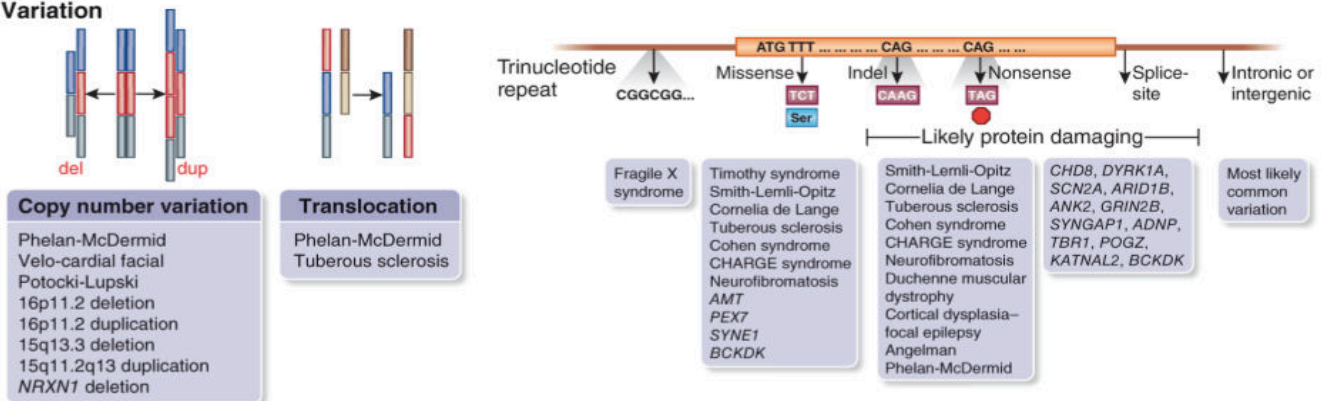 Variation
del
dup
Copy number variation
Phelan-McDermid
Velo-cardial facial
Potocki-Lupski
16p11.2 deletion
16p11.2 duplication
15q13.3 deletion
15q11.2q13 duplication
NRXN1 deletion
Translocation
Phelan-McDermid
Tuberous sclerosis
ATG TTT ... ... ... ... CAG ... ... ... CAG ... ...
Trinucleotide
repeat
CGGCGG...
Missense
TCT
Ser
Indel
CAAG
Nonsense
TAG
Splice-
site
Intronic or
intergenic
Likely protein damaging
Fragile X
syndrome
Timothy syndrome
Smith-Lemli-Opitz
Cornelia de Lange
Tuberous sclerosis
Cohen syndrome
CHARGE syndrome
Neurofibromatosis
AMT
PEX7
SYNE1
BCKDK
Smith-Lemli-Opitz
Cornelia de Lange
Tuberous sclerosis
Cohen syndrome
CHARGE syndrome
Neurofibromatosis
Duchenne muscular
dystrophy
Cortical dysplasia–
focal epilepsy
Angelman
Phelan-McDermid
CHD8, DYRK1A,
SCN2A, ARID1B,
ANK2, GRIN2B,
SYNGAP1, ADNP,
TBR1, POGZ,
KATNAL2, BCKDK
Most likely
common
variation